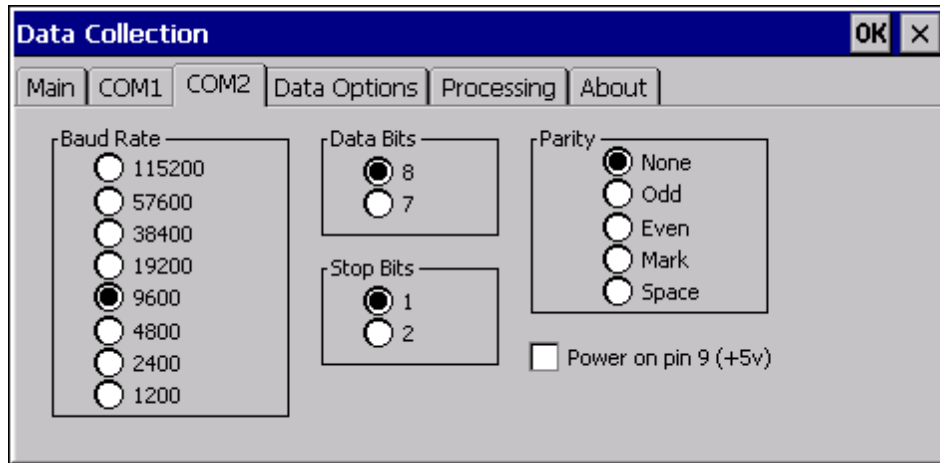 Data Collection OK ×
Main COM1 COM2 Data Options Processing About
Baud Rate
115200
57600
38400
19200
9600
4800
2400
1200
Data Bits
8
7
Stop Bits
1
2
Parity
None
Odd
Even
Mark
Space
Power on pin 9 (+5v)